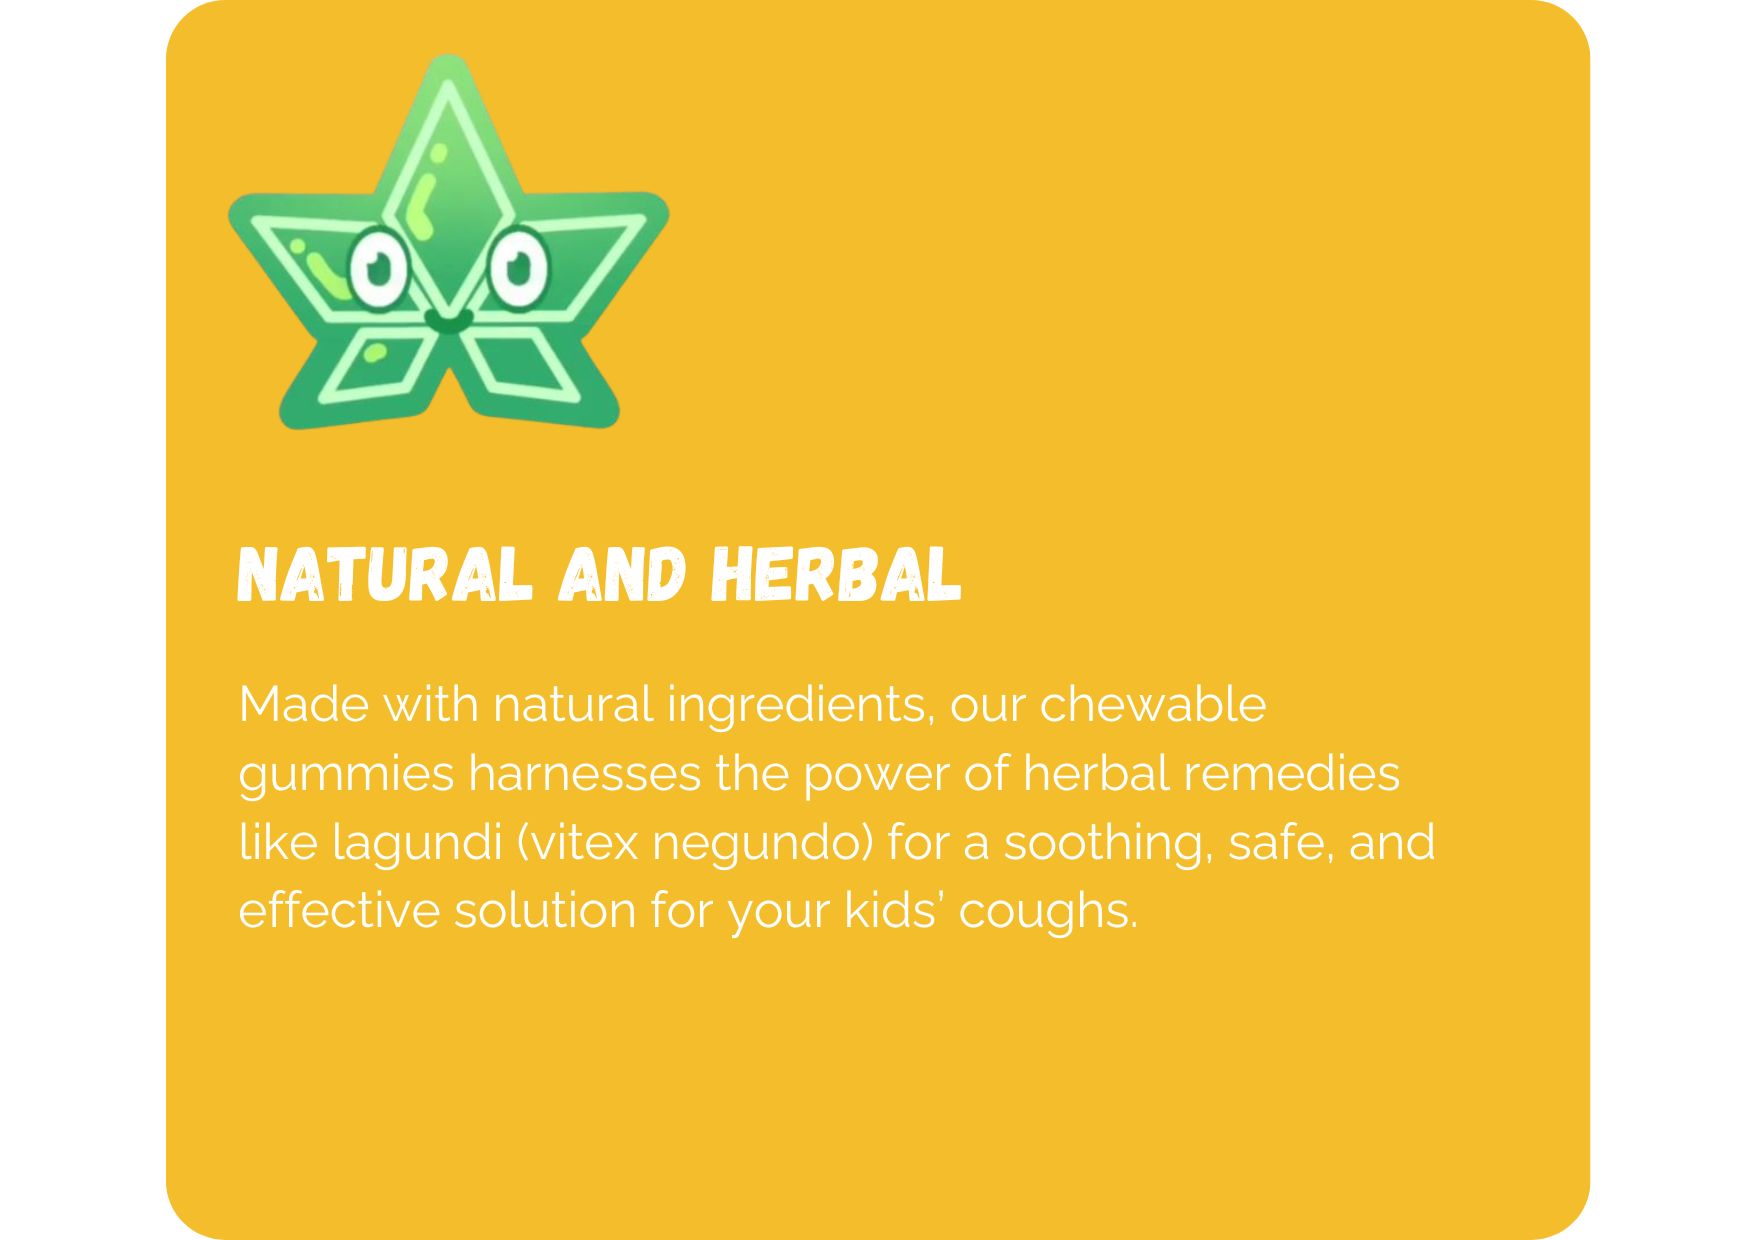 NATURAL AND HERBAL
Made with natural ingredients, our chewable
gummies harnesses the power of herbal remedies
like lagundi (vitex negundo) for a soothing, safe, and
effective solution for your kids’ coughs.